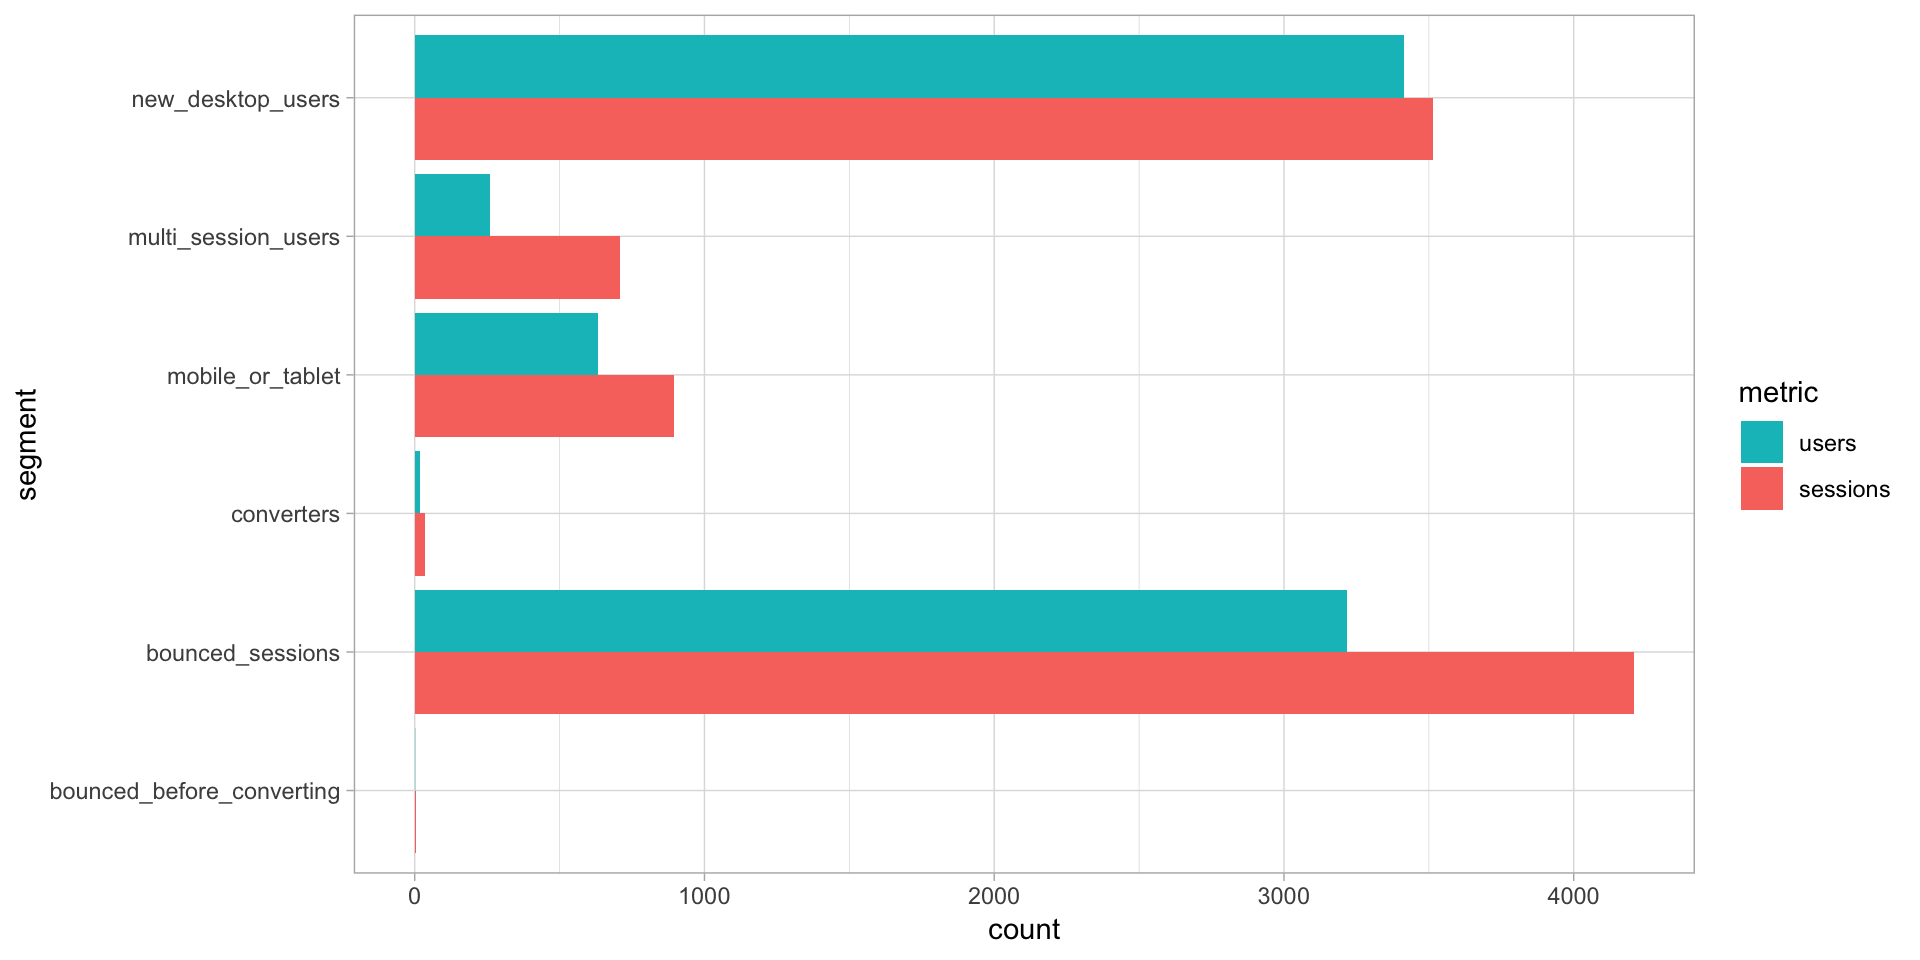 new_desktop_users
multi_session_users
mobile_or_tablet
converters
bounced_sessions
bounced_before_converting
segment
0 1000 2000 3000 4000
count
metric
users
sessions